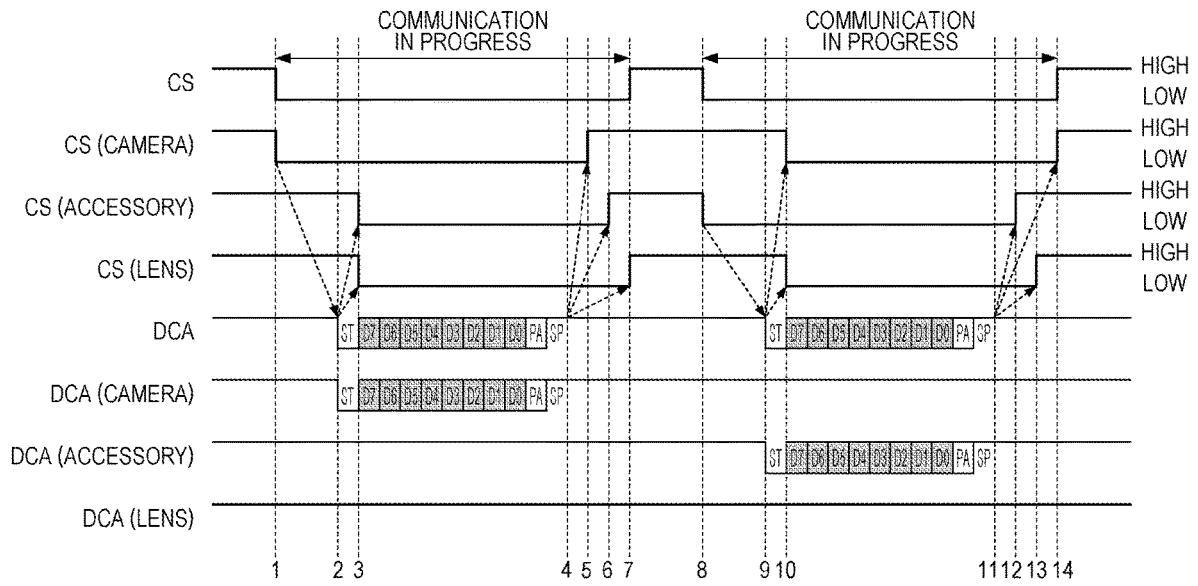 COMMUNICATION IN PROGRESS COMMUNICATION IN PROGRESS
CS HIGH
LOW
CS (CAMERA) HIGH
LOW
CS (ACCESSORY) HIGH
LOW
CS (LENS) HIGH
LOW
DCA ST D7 D6 D5 D4 D3 D2 D1 D0 PA SP ST D7 D6 D5 D4 D3 D2 D1 D0 PA SP
DCA (CAMERA) ST D7 D6 D5 D4 D3 D2 D1 D0 PA SP
DCA (ACCESSORY) ST D7 D6 D5 D4 D3 D2 D1 D0 PA SP
DCA (LENS)
1 2 3 4 5 6 7 8 9 10 11 12 13 14